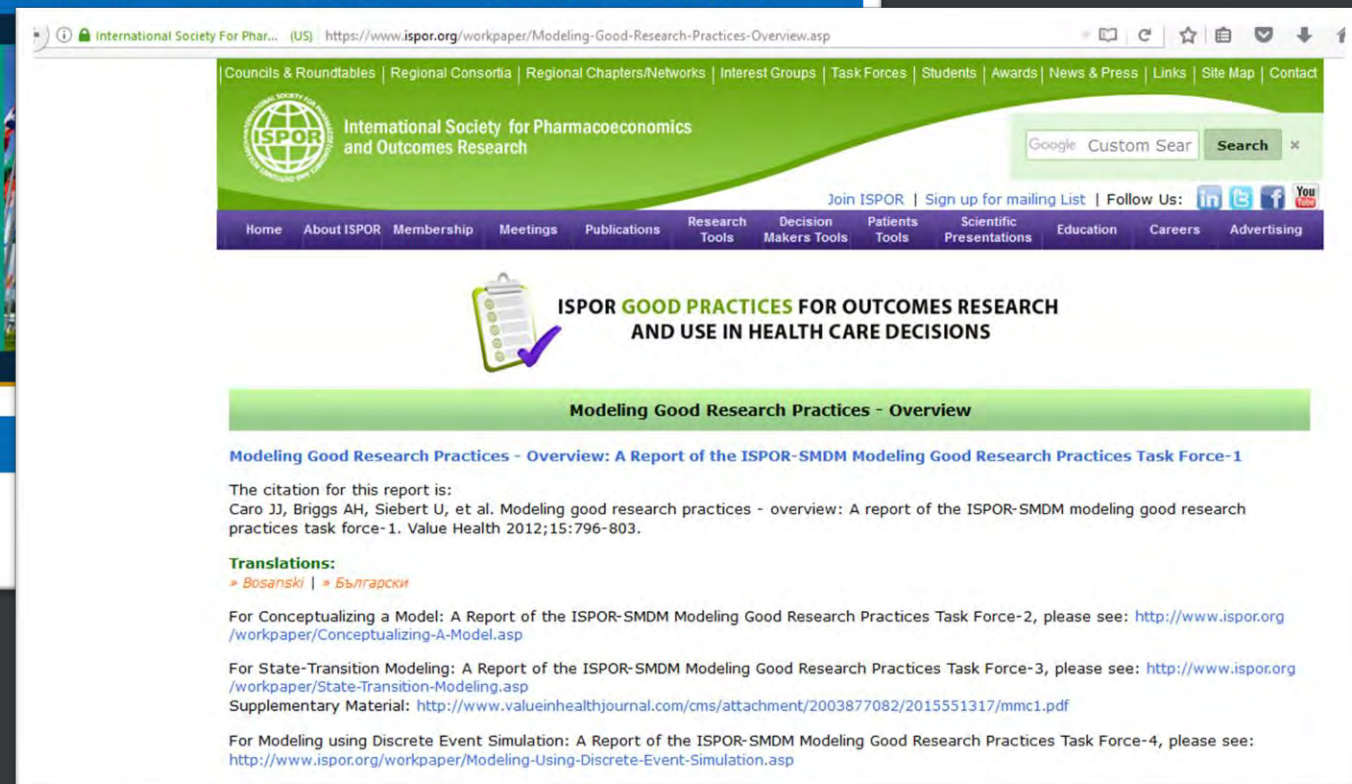 International Society For Phar... (US) https://www.ispor.org/workpaper/Modeling-Good-Research-Practices-Overview.asp
|Councils & Roundtables | Regional Consortia | Regional Chapters/Networks | Interest Groups | Task Forces | Students | Awards | News & Press | Links | Site Map | Contact
ISPOR
International Society for Pharmacoeconomics
and Outcomes Research
Google Custom Sear Search ×
Join ISPOR | Sign up for mailing List | Follow Us: in f You Tube
Home About ISPOR Membership Meetings Publications Research Tools Decision Makers Tools Patients Tools Scientific Presentations Education Careers Advertising
ISPOR GOOD PRACTICES FOR OUTCOMES RESEARCH
AND USE IN HEALTH CARE DECISIONS
Modeling Good Research Practices - Overview
Modeling Good Research Practices - Overview: A Report of the ISPOR-SMDM Modeling Good Research Practices Task Force-1
The citation for this report is:
Caro JJ, Briggs AH, Siebert U, et al. Modeling good research practices - overview: A report of the ISPOR-SMDM modeling good research
practices task force-1. Value Health 2012;15:796-803.
Translations:
» Bosanski | » Български
For Conceptualizing a Model: A Report of the ISPOR-SMDM Modeling Good Research Practices Task Force-2, please see: http://www.ispor.org
/workpaper/Conceptualizing-A-Model.asp
For State-Transition Modeling: A Report of the ISPOR-SMDM Modeling Good Research Practices Task Force-3, please see: http://www.ispor.org
/workpaper/State-Transition-Modeling.asp
Supplementary Material: http://www.valueinhealthjournal.com/cms/attachment/2003877082/2015551317/mmc1.pdf
For Modeling using Discrete Event Simulation: A Report of the ISPOR-SMDM Modeling Good Research Practices Task Force-4, please see:
http://www.ispor.org/workpaper/Modeling-Using-Discrete-Event-Simulation.asp